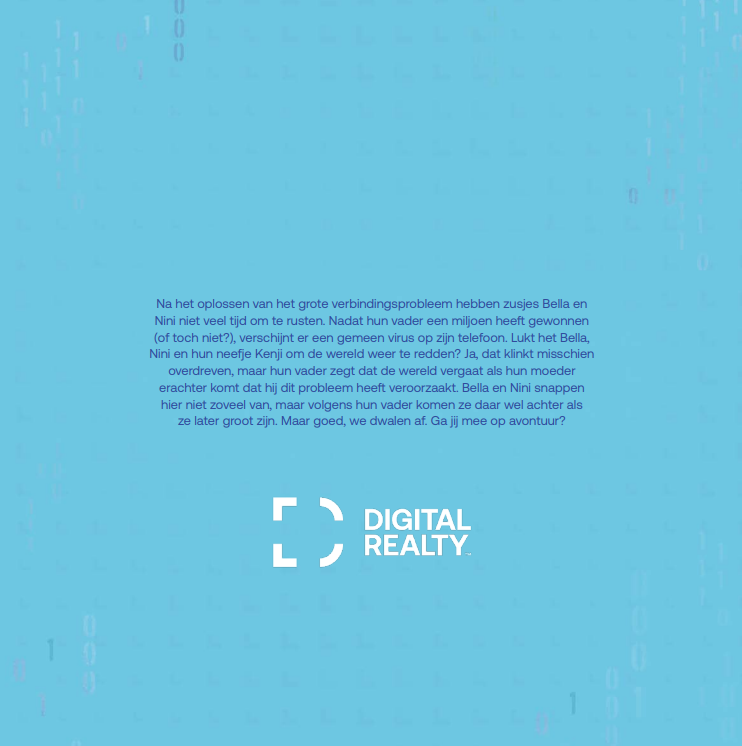 Na het oplossen van het grote verbindingsprobleem hebben zusjes Bella en
Nini niet veel tijd om te rusten. Nadat hun vader een miljoen heeft gewonnen
(of toch niet?), verschijnt er een gemeen virus op zijn telefoon. Lukt het Bella,
Nini en hun neefje Kenji om de wereld weer te redden? Ja, dat klinkt misschien
overdreven, maar hun vader zegt dat de wereld vergaat als hun moeder
erachter komt dat hij dit probleem heeft veroorzaakt. Bella en Nini snappen
hier niet zoveel van, maar volgens hun vader komen ze daar wel achter als
ze later groot zijn. Maar goed, we dwalen af. Ga jij mee op avontuur?
DIGITAL
REALTY